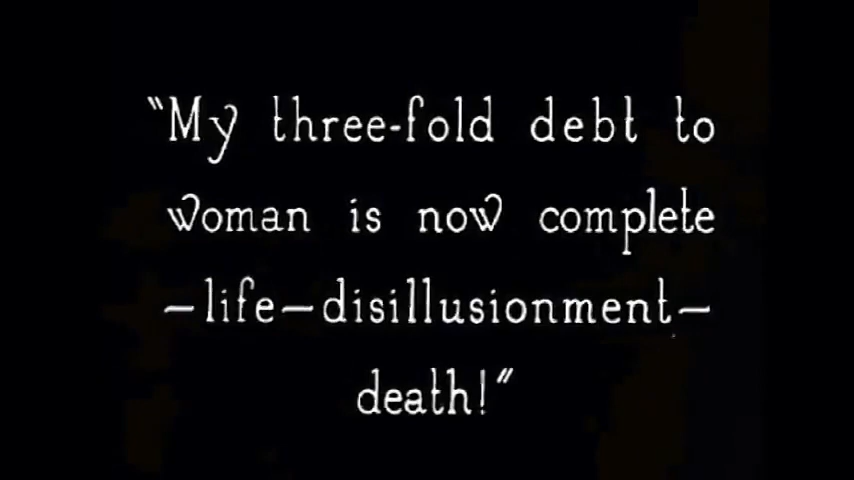 "My three-fold debt to
woman is now complete
—life—disillusionment—
death!"